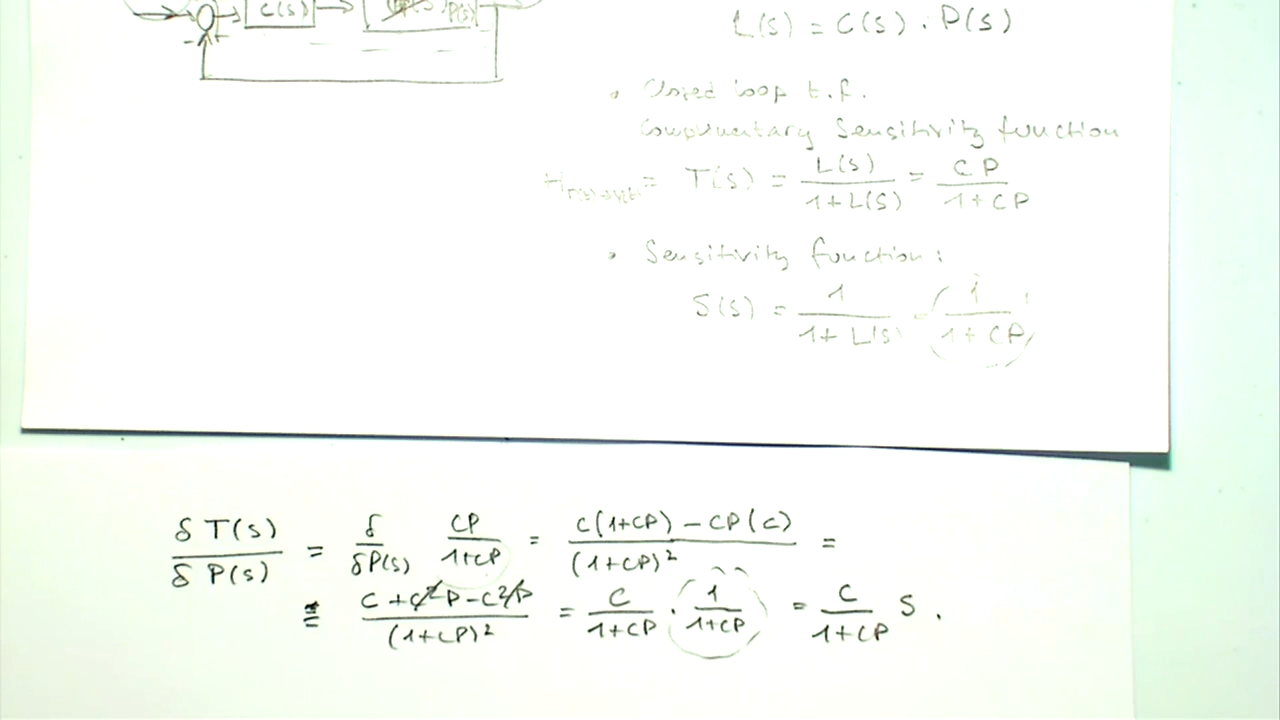 C(s) P(s)
L(s) = C(s) . P(s)
• Closed loop t.f.
Complementary Sensitivity function
= T(s) = L(s) / 1+L(s) = CP / 1+CP
• Sensitivity function:
S(s) = 1 / 1+L(s) = 1 / 1+CP
δT(s) / δP(s) = δ / δP(s) CP / 1+CP = C(1+CP) - CP(C) / (1+CP)² =
= C + C²P - C²P / (1+CP)² = C / 1+CP · 1 / 1+CP = C / 1+CP S .